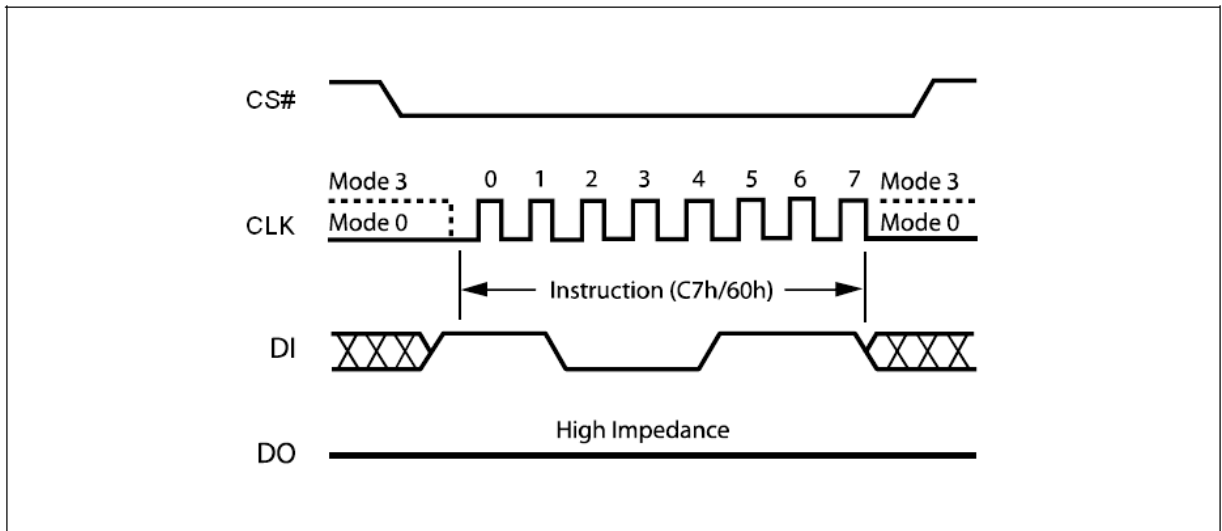 CS#
Mode 3 0 1 2 3 4 5 6 7 Mode 3
CLK Mode 0 Mode 0
Instruction (C7h/60h)
DI
High Impedance
DO